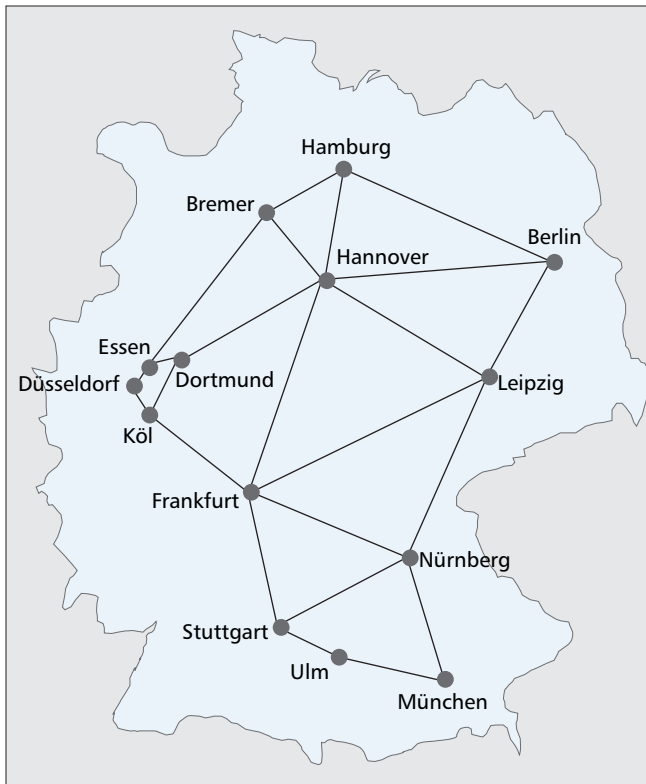 Hamburg
Bremer
Berlin
Hannover
Essen
Düsseldorf
Dortmund
Leipzig
Köl
Frankfurt
Nürnberg
Stuttgart
Ulm
München